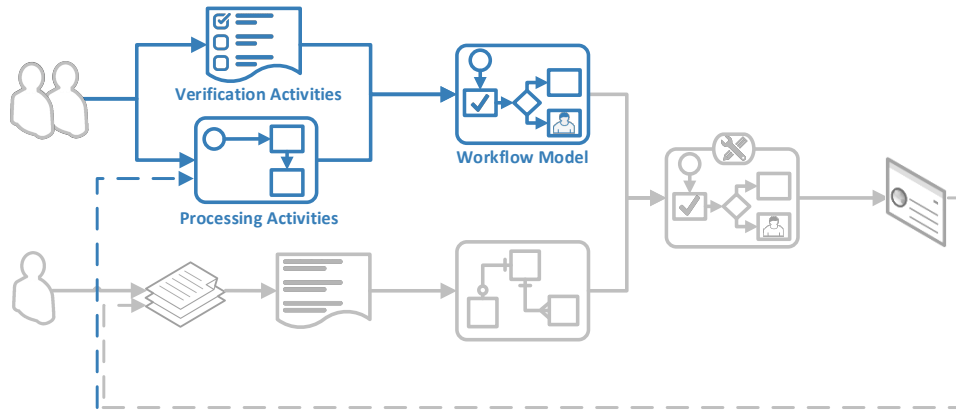 Verification Activities
Workflow Model
Processing Activities